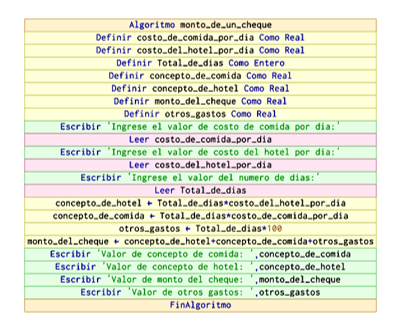 Algoritmo monto_de_un_cheque
Definir costo_de_comida_por_dia Como Real
Definir costo_del_hotel_por_dia Como Real
Definir Total_de_dias Como Entero
Definir concepto_de_comida Como Real
Definir concepto_de_hotel Como Real
Definir monto_del_cheque Como Real
Definir otros_gastos Como Real
Escribir 'Ingrese el valor de costo de comida por dia:'
Leer costo_de_comida_por_dia
Escribir 'Ingrese el valor de costo del hotel por dia:'
Leer costo_del_hotel_por_dia
Escribir 'Ingrese el valor del numero de dias:'
Leer Total_de_dias
concepto_de_hotel ← Total_de_dias*costo_del_hotel_por_dia
concepto_de_comida ← Total_de_dias*costo_de_comida_por_dia
otros_gastos ← Total_de_dias*100
monto_del_cheque ← concepto_de_hotel+concepto_de_comida+otros_gastos
Escribir 'Valor de concepto de comida: ',concepto_de_comida
Escribir 'Valor de concepto de hotel: ',concepto_de_hotel
Escribir 'Valor de monto del cheque: ',monto_del_cheque
Escribir 'Valor de otros gastos: ',otros_gastos
FinAlgoritmo